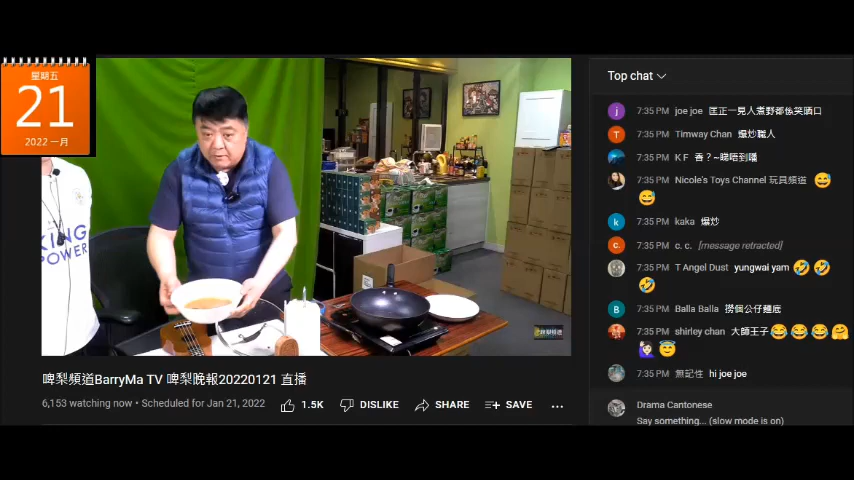 星期五
21
2022 一月
KING
POWER
Top chat
7:35 PM joe joe 匡正一見人煮野都係笑晒口
7:35 PM Timway Chan 爆炒職人
7:35 PM K F 香？~睇唔到喎
7:35 PM Nicole's Toys Channel 玩具頻道 😅
😅
7:35 PM kaka 爆炒
c.
7:35 PM c. c. [message retracted]
7:35 PM T Angel Dust yungwai yam 🤣🤣
🤣
7:35 PM Balla Balla 撈個公仔麵底
7:35 PM shirley chan 大師王子😂😂😂🤗
🙋🏻‍♀️😇
7:35 PM 無記性 hi joe joe
Drama Cantonese
Say something... (slow mode is on)
啤梨頻道
啤梨頻道BarryMa TV 啤梨晚報20220121 直播
6,153 watching now • Scheduled for Jan 21, 2022
1.5K DISLIKE SHARE SAVE ...